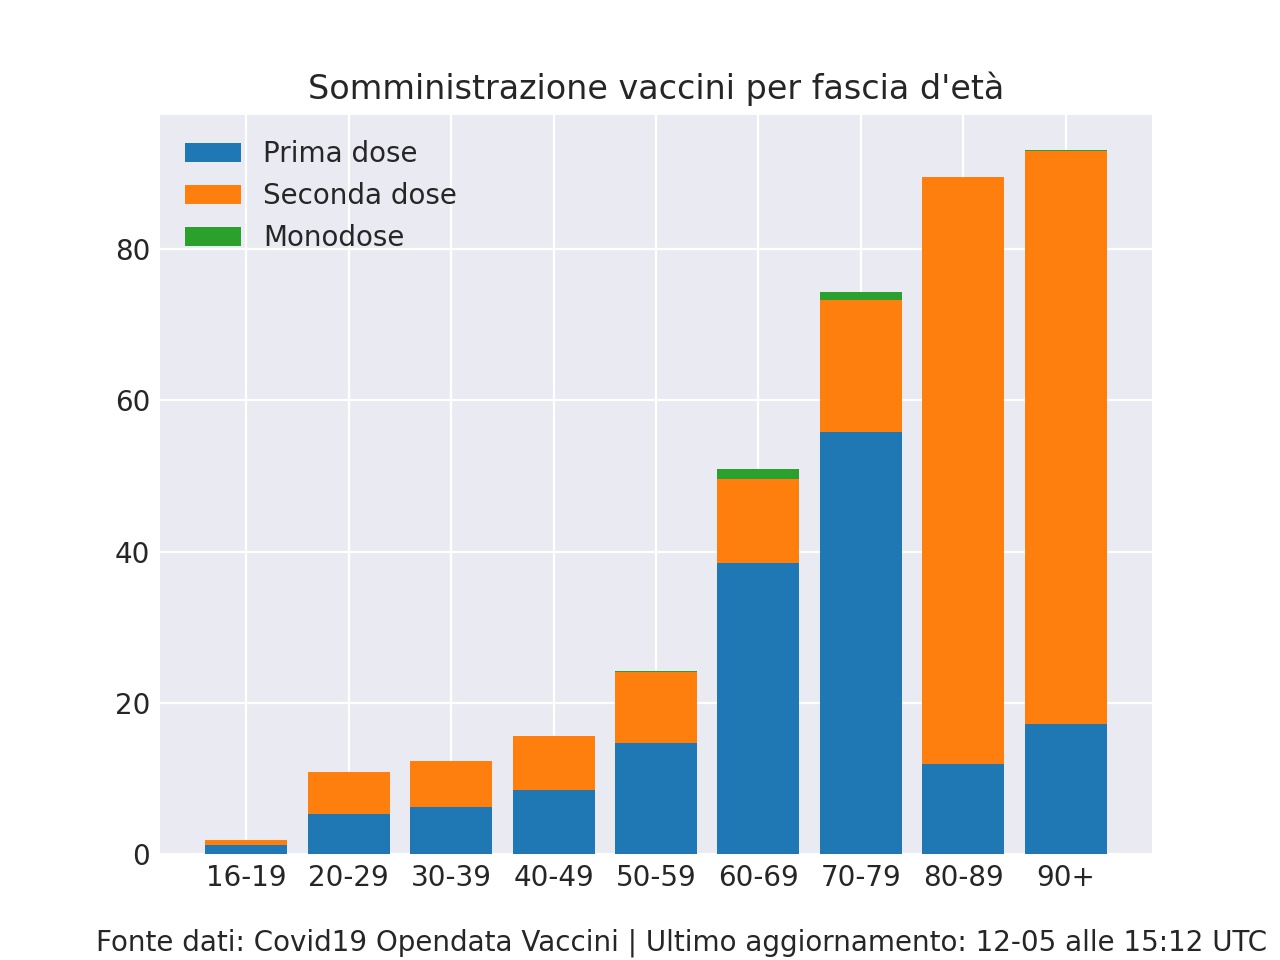 Somministrazione vaccini per fascia d'età
Prima dose
Seconda dose
Monodose
80
60
40
20
0
16-19 20-29 30-39 40-49 50-59 60-69 70-79 80-89 90+
Fonte dati: Covid19 Opendata Vaccini | Ultimo aggiornamento: 12-05 alle 15:12 UTC